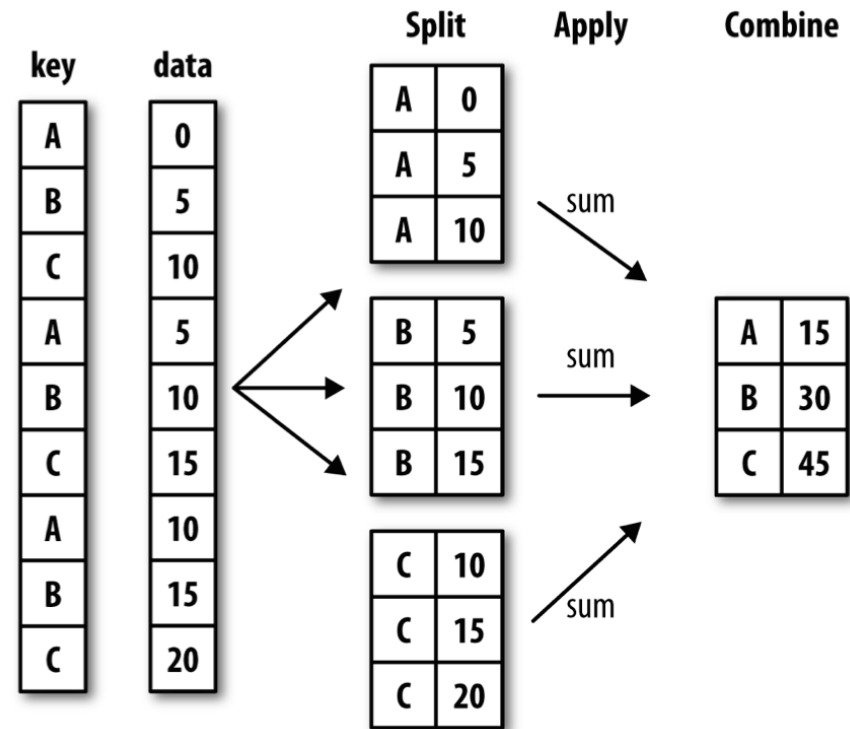 Split Apply Combine
key data
A 0
B 5
C 10
A 5
B 10
C 15
A 10
B 15
C 20
A 0
A 5
A 10
B 5
B 10
B 15
C 10
C 15
C 20
sum
sum
sum
A 15
B 30
C 45